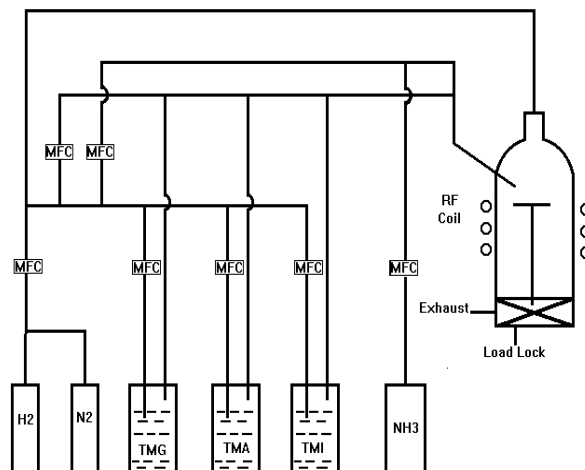 MFC MFC
RF
Coil
MFC MFC MFC MFC MFC
Exhaust
Load Lock
H2 N2 TMG TMA TMI NH3